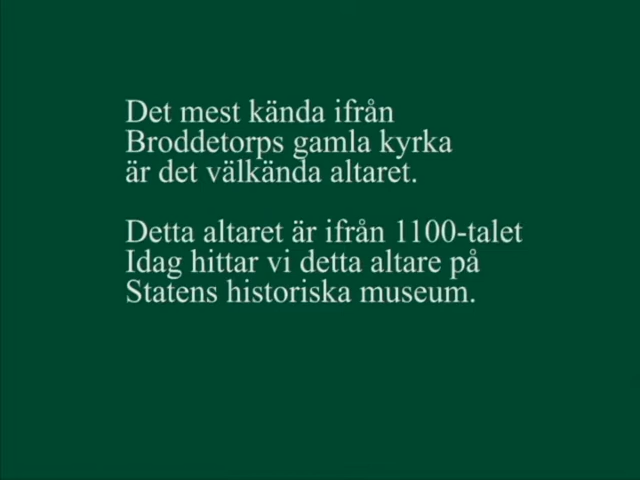 Det mest kända ifrån
Broddetorps gamla kyrka
är det välkända altaret.
Detta altaret är ifrån 1100-talet
Idag hittar vi detta altare på
Statens historiska museum.